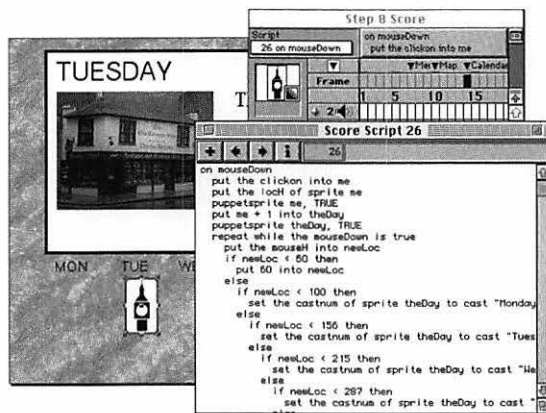 Step 8 Score
Script
26 on mouseDown
on mouseDown
put the clickon into me
Frame
Map
Calendar
1 5 10 15
2
TUESDAY
T
MON TUE WE
Score Script 26
26
on mouseDown
put the clickon into me
put the locH of sprite me
puppetsprite me, TRUE
put me + 1 into theDay
puppetsprite theDay, TRUE
repeat while the mouseDown is true
put the mouseH into newLoc
if newLoc < 60 then
put 60 into newLoc
else
if newLoc < 100 then
set the castnum of sprite theDay to cast "Monday
else
if newLoc < 156 then
set the castnum of sprite theDay to cast "Tues
else
if newLoc < 215 then
set the castnum of sprite theDay to cast "We
else
if newLoc < 287 then
set the castnum of sprite theDay to cast "
else